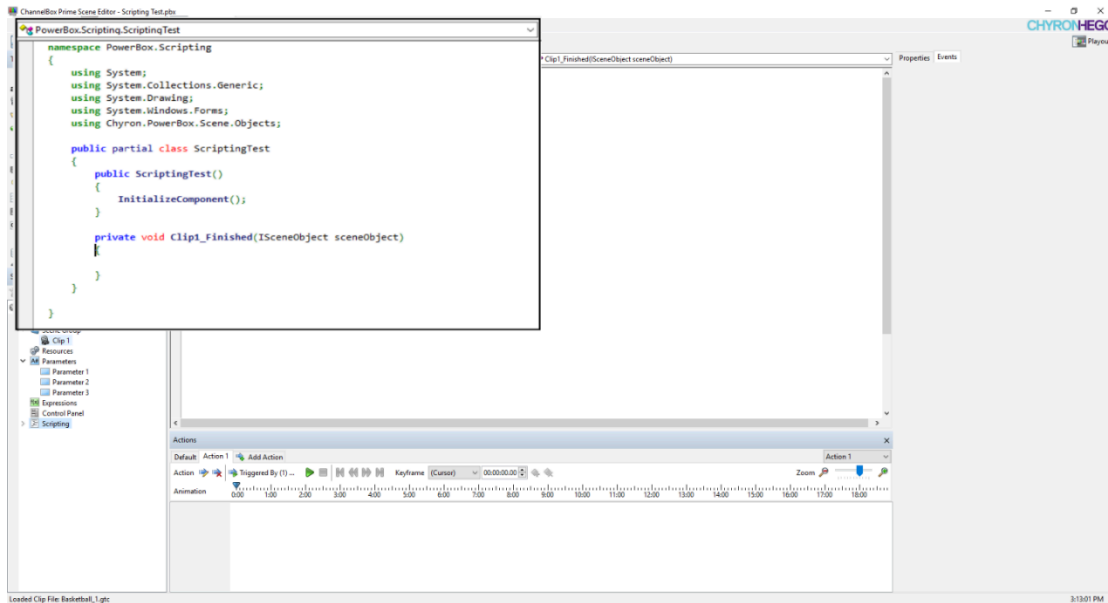 ChannelBox Prime Scene Editor - Scripting Test.pbx
CHYRONHEGO
PowerBox.Scripting.ScriptingTest
namespace PowerBox.Scripting
{
using System;
using System.Collections.Generic;
using System.Drawing;
using System.Windows.Forms;
using Chyron.PowerBox.Scene.Objects;
public partial class ScriptingTest
{
public ScriptingTest()
{
InitializeComponent();
}
private void Clip1_Finished(ISceneObject sceneObject)
{
}
}
}
Clip1_Finished(ISceneObject sceneObject)
Properties Events
Playou
Scene Group
Clip 1
Resources
Parameters
Parameter 1
Parameter 2
Parameter 3
Expressions
Control Panel
Scripting
Actions
Default Action 1 Add Action
Action 1
Action Triggered By (1) ... Keyframe (Cursor) 00:00:00.00 Zoom
Animation 0:00 1:00 2:00 3:00 4:00 5:00 6:00 7:00 8:00 9:00 10:00 11:00 12:00 13:00 14:00 15:00 16:00 17:00 18:00
Loaded Clip File: Basketball_1.gtc
3:13:01 PM